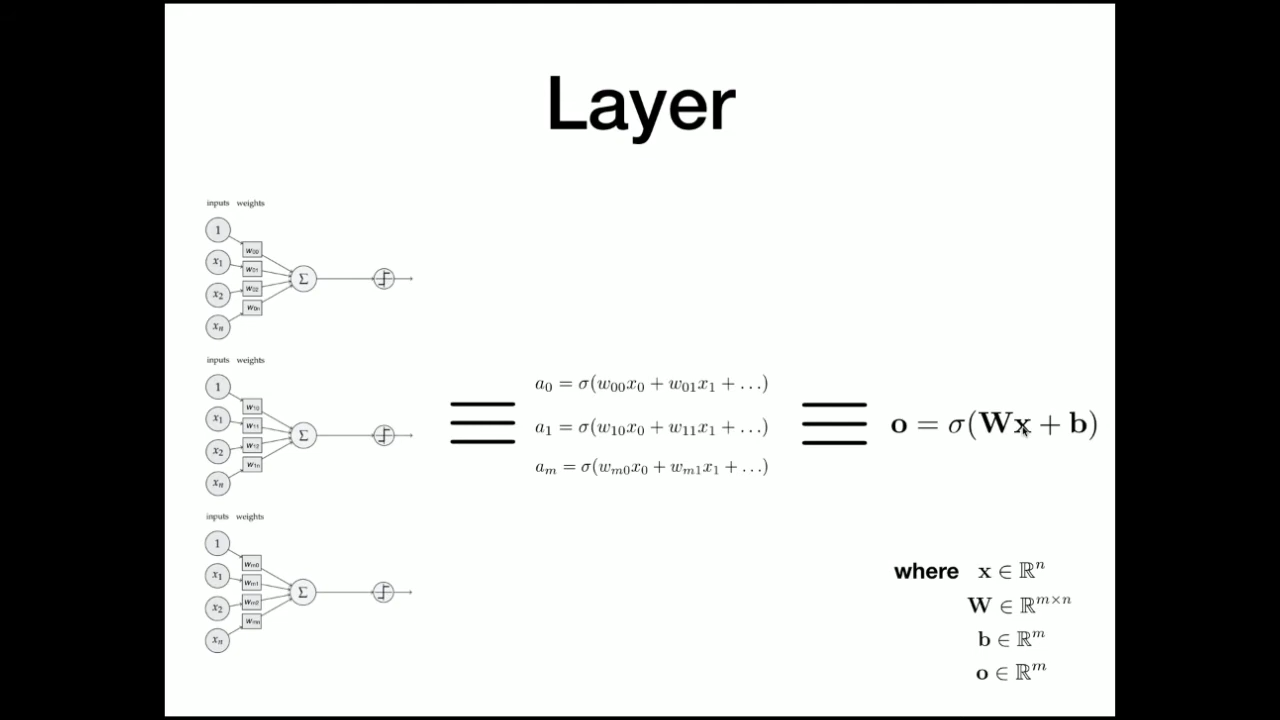 Layer
inputs weights
1
x₁
x₂
xₙ
w₀₀
w₀₁
w₀₂
w₀ₙ
Σ
inputs weights
1
x₁
x₂
xₙ
w₁₀
w₁₁
w₁₂
w₁ₙ
Σ
inputs weights
1
x₁
x₂
xₙ
wₘ₀
wₘ₁
wₘ₂
wₘₙ
Σ
a₀ = σ(w₀₀x₀ + w₀₁x₁ + …)
a₁ = σ(w₁₀x₀ + w₁₁x₁ + …)
aₘ = σ(wₘ₀x₀ + wₘ₁x₁ + …)
o = σ(Wx + b)
where x ∈ ℝⁿ
W ∈ ℝᵐˣⁿ
b ∈ ℝᵐ
o ∈ ℝᵐ